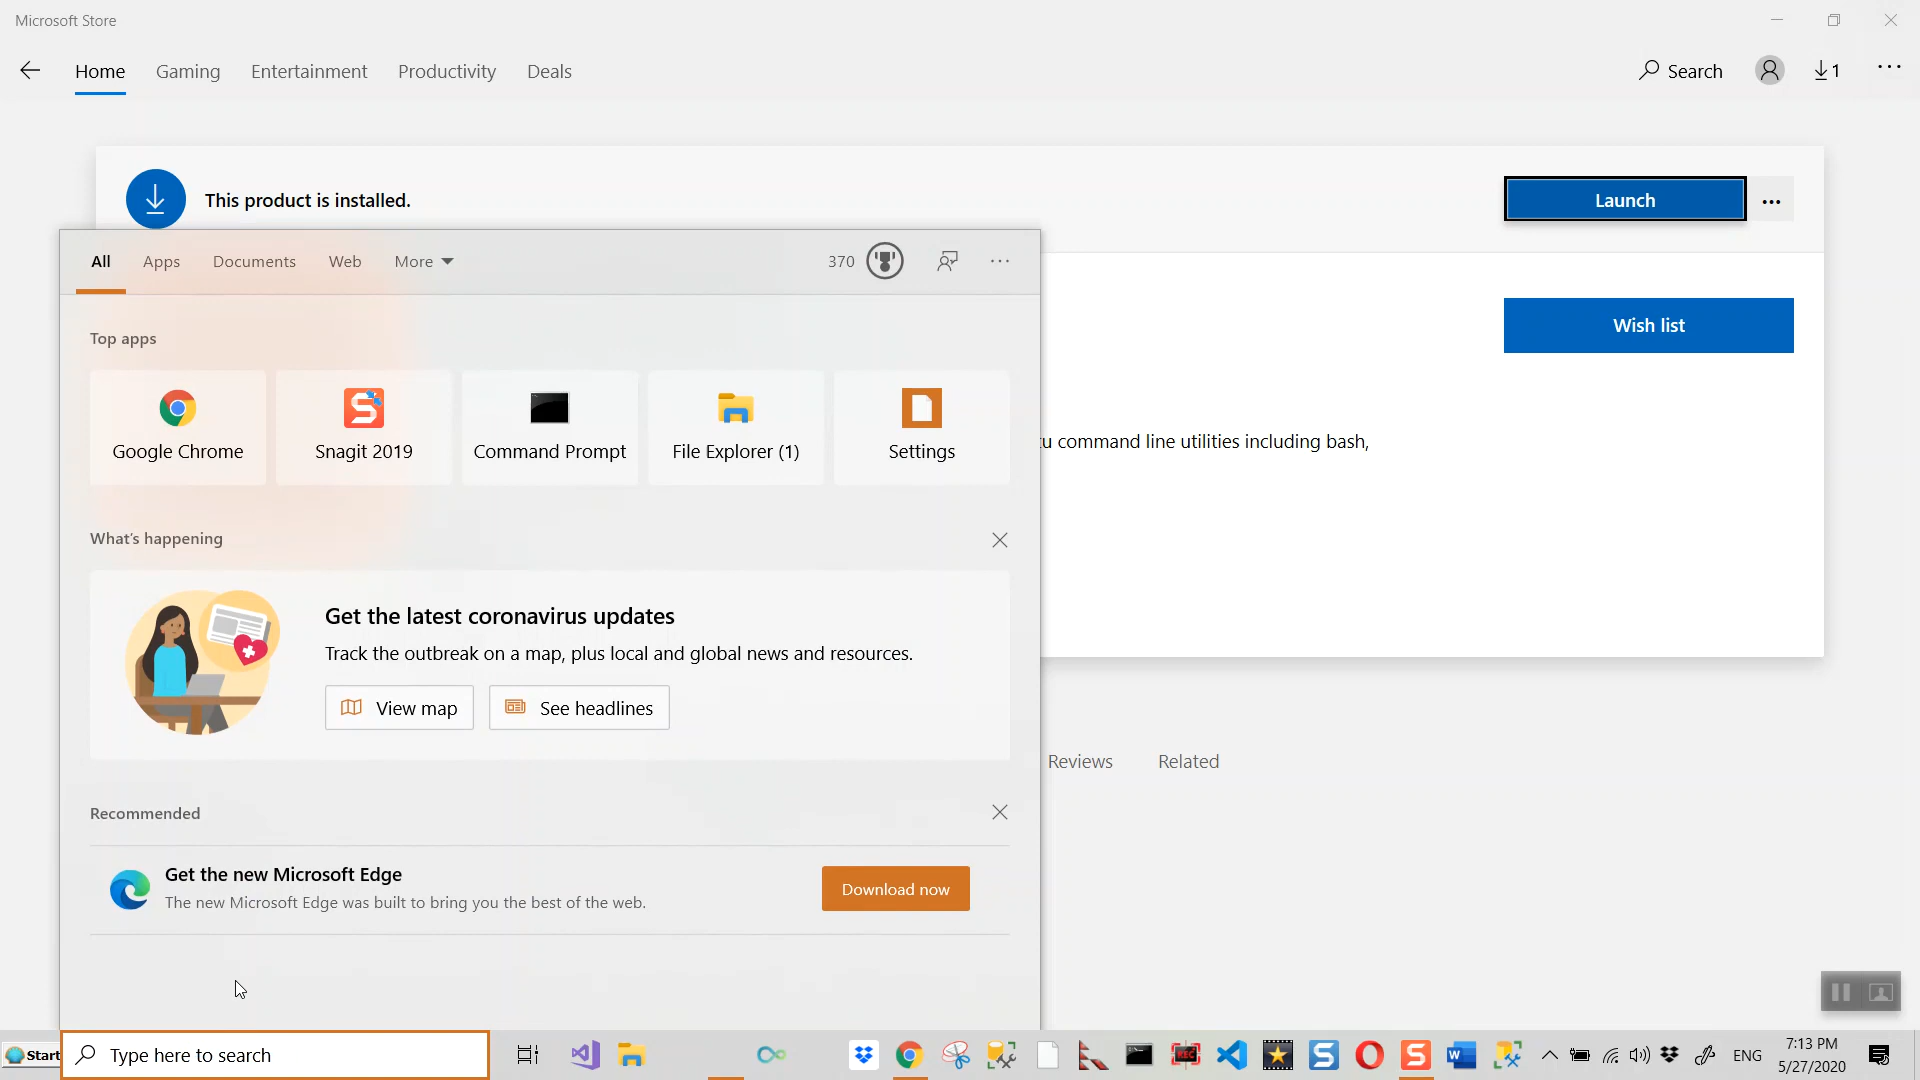 Microsoft Store
Home Gaming Entertainment Productivity Deals
Search
1
This product is installed.
Launch
All Apps Documents Web More
370
Top apps
Wish list
Google Chrome Snagit 2019 Command Prompt File Explorer (1) Settings
command line utilities including bash,
What's happening
Get the latest coronavirus updates
Track the outbreak on a map, plus local and global news and resources.
View map See headlines
Reviews Related
Recommended
Get the new Microsoft Edge
The new Microsoft Edge was built to bring you the best of the web.
Download now
Start
Type here to search
REC
ENG
7:13 PM
5/27/2020